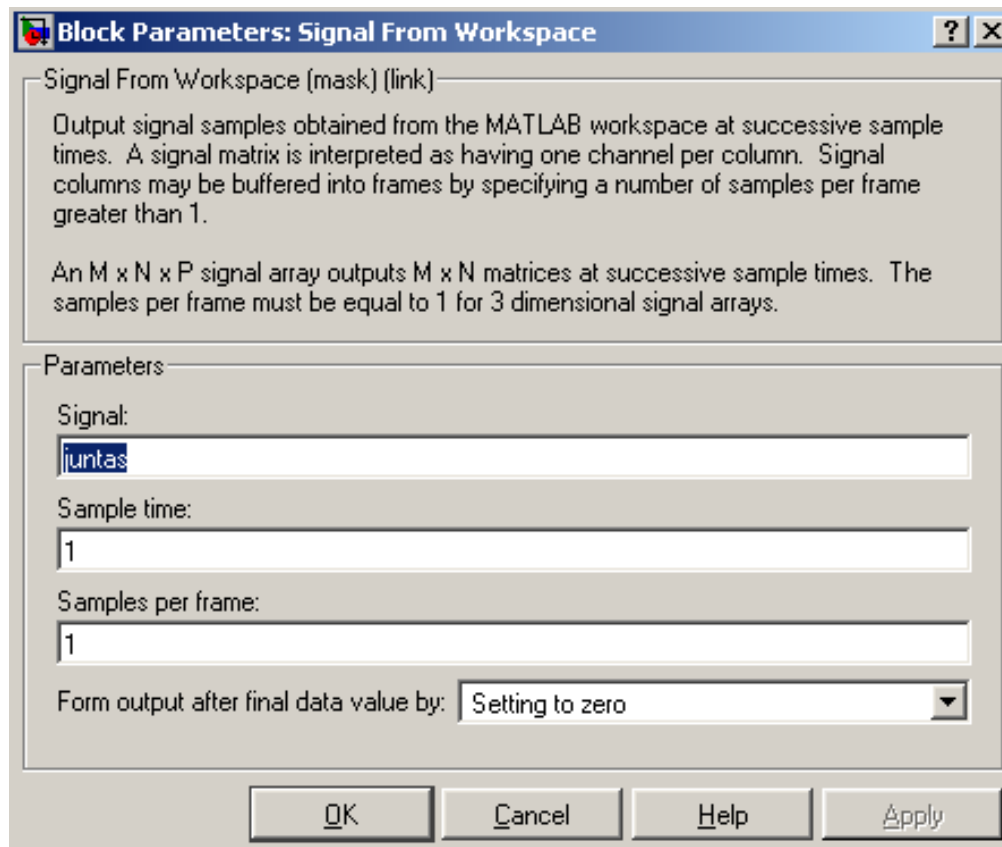 Block Parameters: Signal From Workspace
Signal From Workspace (mask) (link)
Output signal samples obtained from the MATLAB workspace at successive sample
times.  A signal matrix is interpreted as having one channel per column.  Signal
columns may be buffered into frames by specifying a number of samples per frame
greater than 1.
An M x N x P signal array outputs M x N matrices at successive sample times.  The
samples per frame must be equal to 1 for 3 dimensional signal arrays.
Parameters
Signal:
juntas
Sample time:
1
Samples per frame:
1
Form output after final data value by: Setting to zero
OK Cancel Help Apply